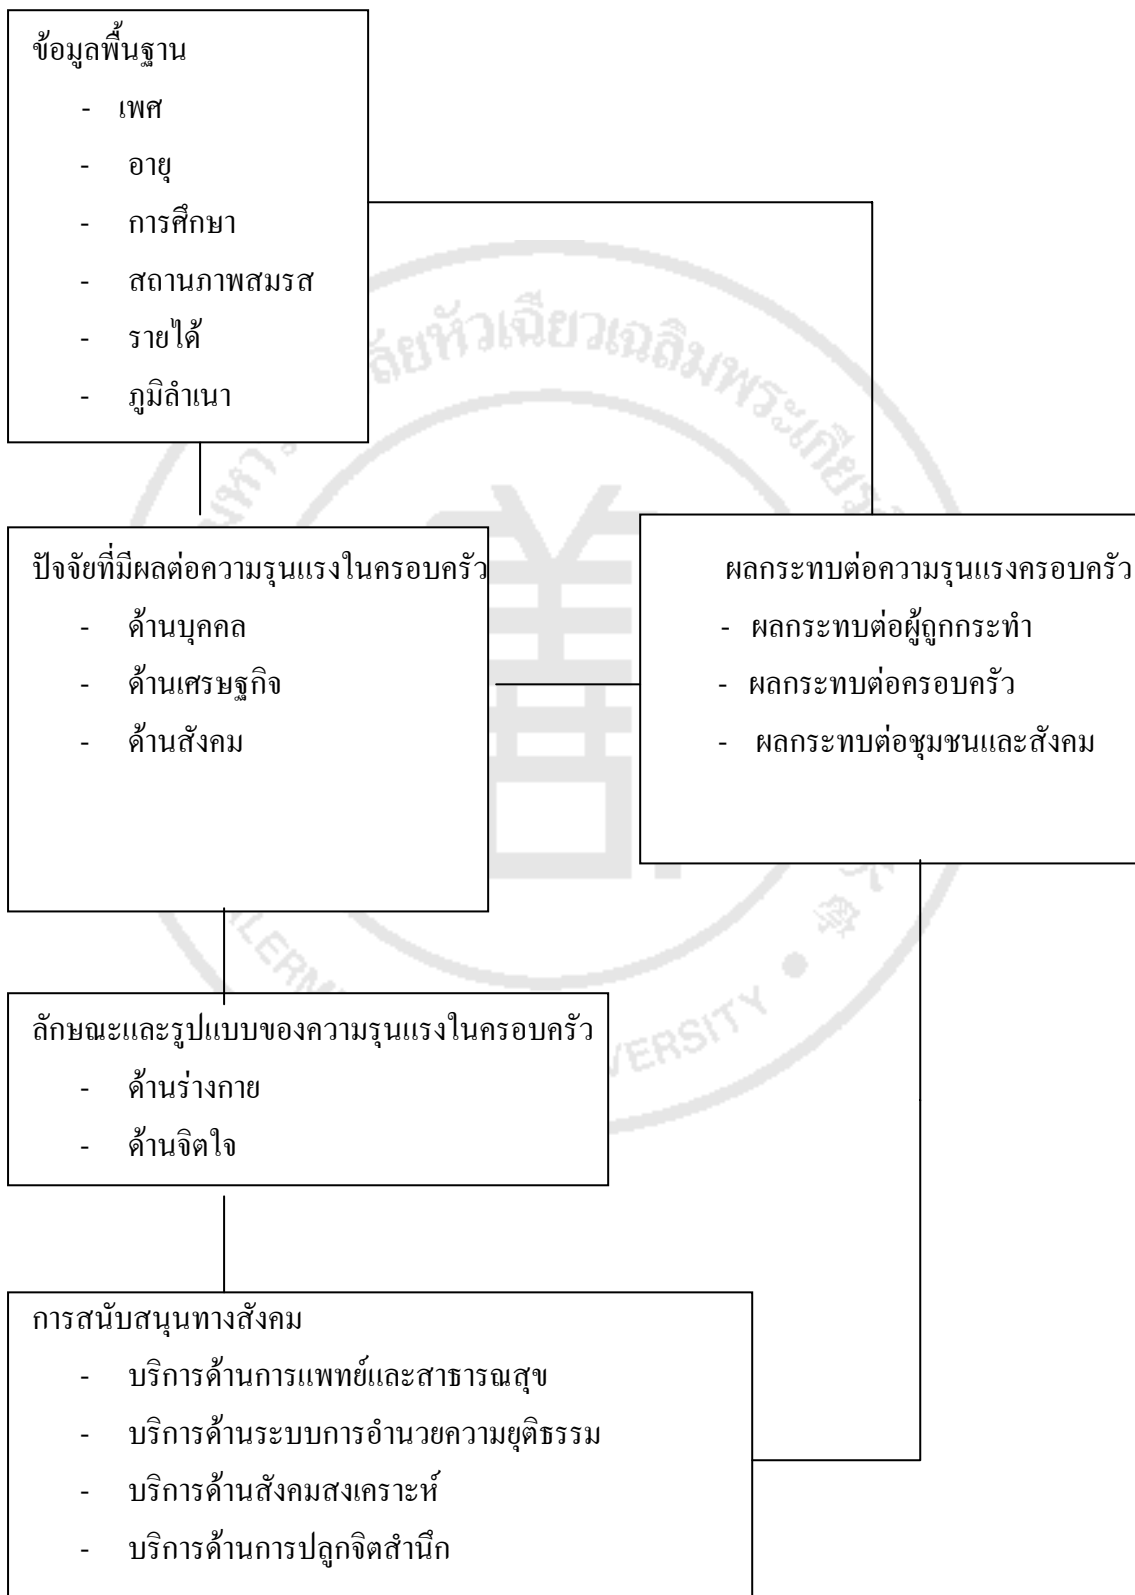 ข้อมูลพื้นฐาน
- เพศ
- อายุ
- การศึกษา
- สถานภาพสมรส
- รายได้
- ภูมิลำเนา
ปัจจัยที่มีผลต่อความรุนแรงในครอบครัว
- ด้านบุคคล
- ด้านเศรษฐกิจ
- ด้านสังคม
ผลกระทบต่อความรุนแรงครอบครัว
- ผลกระทบต่อผู้ถูกกระทำ
- ผลกระทบต่อครอบครัว
- ผลกระทบต่อชุมชนและสังคม
ลักษณะและรูปแบบของความรุนแรงในครอบครัว
- ด้านร่างกาย
- ด้านจิตใจ
การสนับสนุนทางสังคม
- บริการด้านการแพทย์และสาธารณสุข
- บริการด้านระบบการอำนวยความยุติธรรม
- บริการด้านสังคมสงเคราะห์
- บริการด้านการปลูกจิตสำนึก